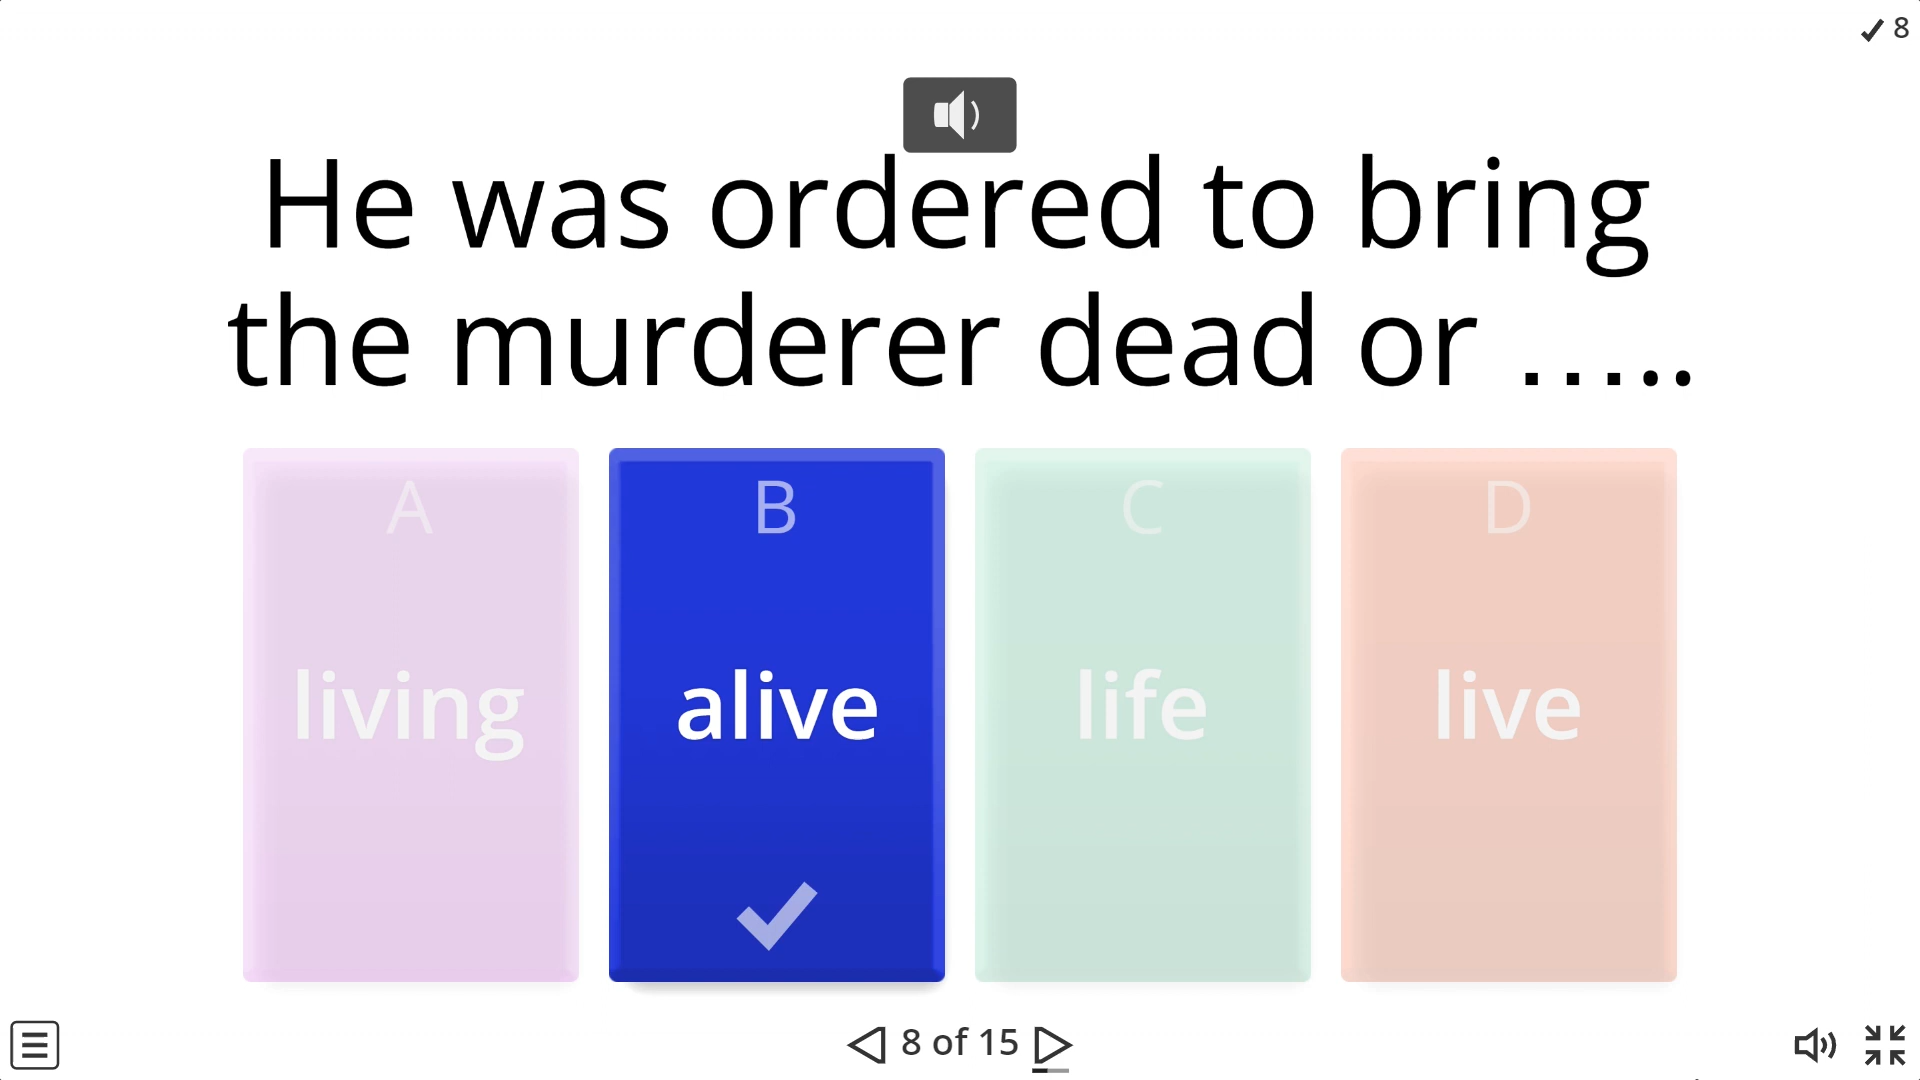 8
He was ordered to bring
the murderer dead or …..
A
living
B
alive
C
life
D
live
8 of 15